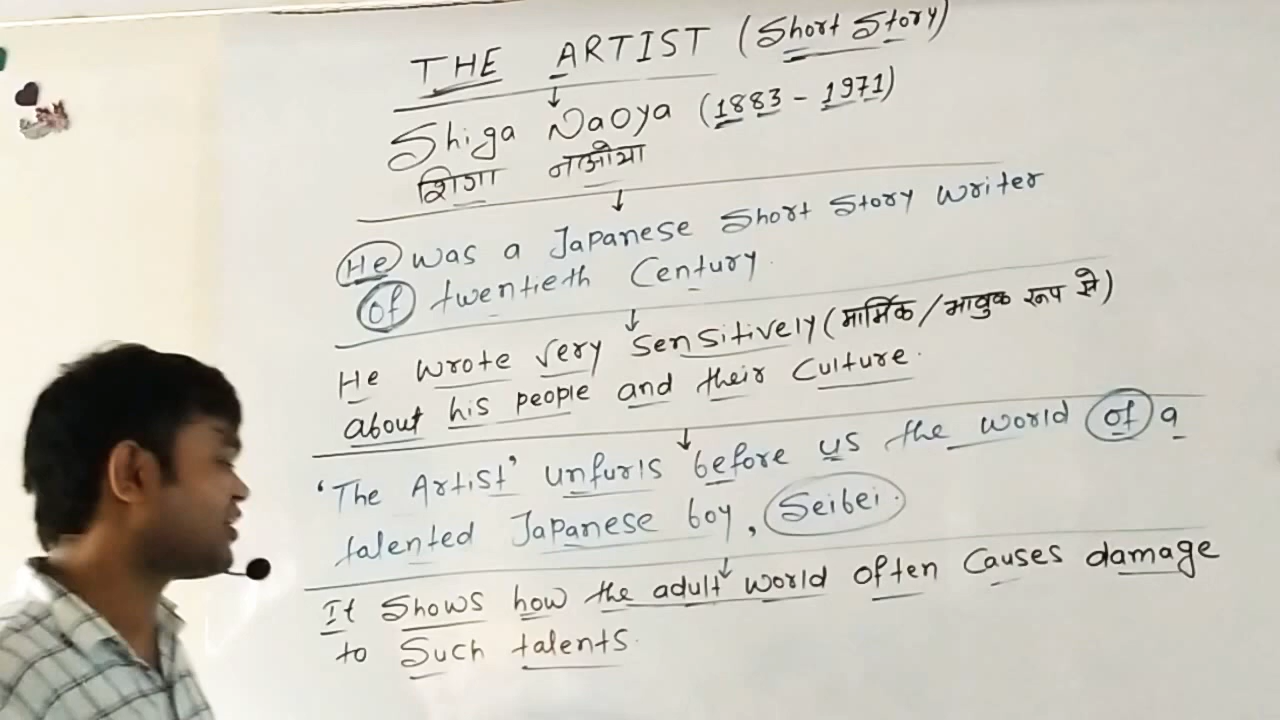 THE ARTIST (Short Story)
Shiga Naoya (1883 - 1971)
शिगा नओया
He was a Japanese Short Story writer
of twentieth Century.
He wrote very Sensitively (मार्मिक/भावुक रूप से)
about his people and their Culture.
'The Artist' unfurls before us the world of a
talented Japanese boy, Seibei.
It Shows how the adult world often Causes damage
to Such talents.